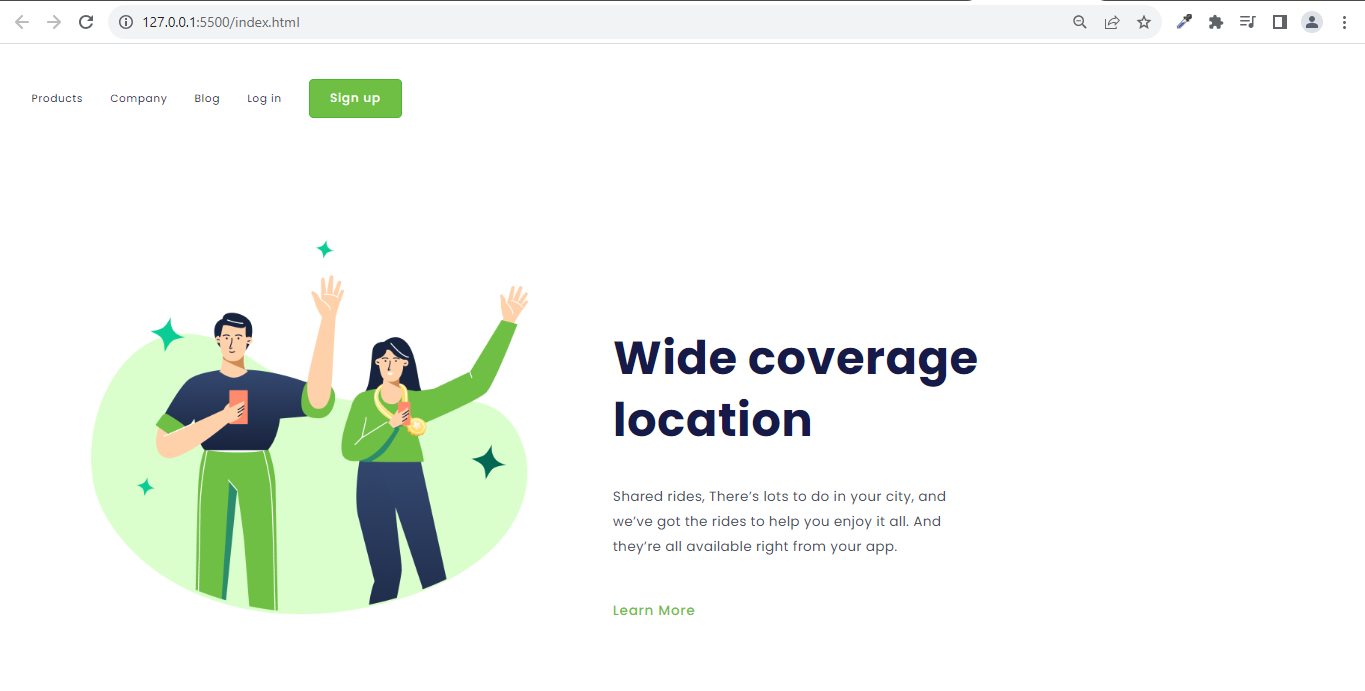 127.0.0.1:5500/index.html
Products Company Blog Log in Sign up
Wide coverage
location
Shared rides, There’s lots to do in your city, and
we’ve got the rides to help you enjoy it all. And
they’re all available right from your app.
Learn More